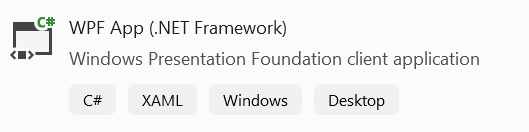 C#
WPF App (.NET Framework)
Windows Presentation Foundation client application
C# XAML Windows Desktop